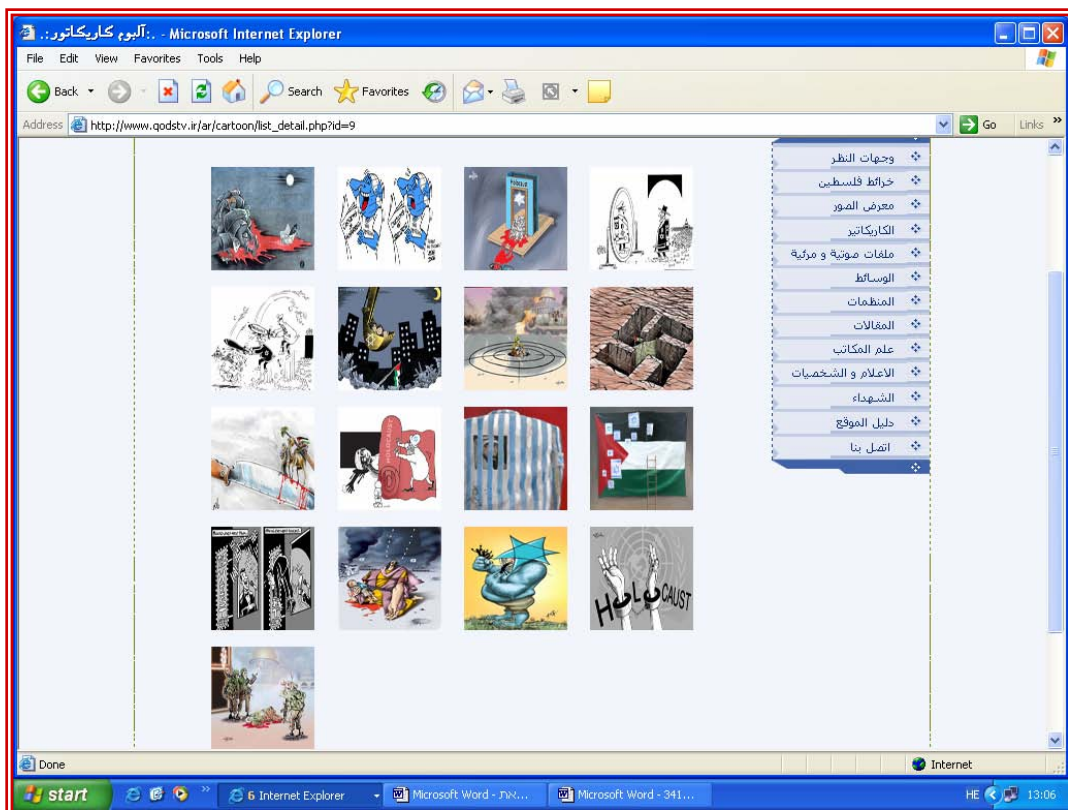 .:آلبوم کاریکاتور:. - Microsoft Internet Explorer
File Edit View Favorites Tools Help
Back Search Favorites
Address http://www.qodstv.ir/ar/cartoon/list_detail.php?id=9 Go Links »
وجهات النظر
خرائط فلسطين
معرض الصور
الكاريكاتير
ملفات صوتية و مرئية
الوسائط
المنظمات
المقالات
علم المكاتب
الاعلام و الشخصيات
الشهداء
دليل الموقع
اتصل بنا
HOLOCAUST
HOLOCAUST
Done Internet
start » 6 Internet Explorer Microsoft Word - את... Microsoft Word - 341... HE 13:06